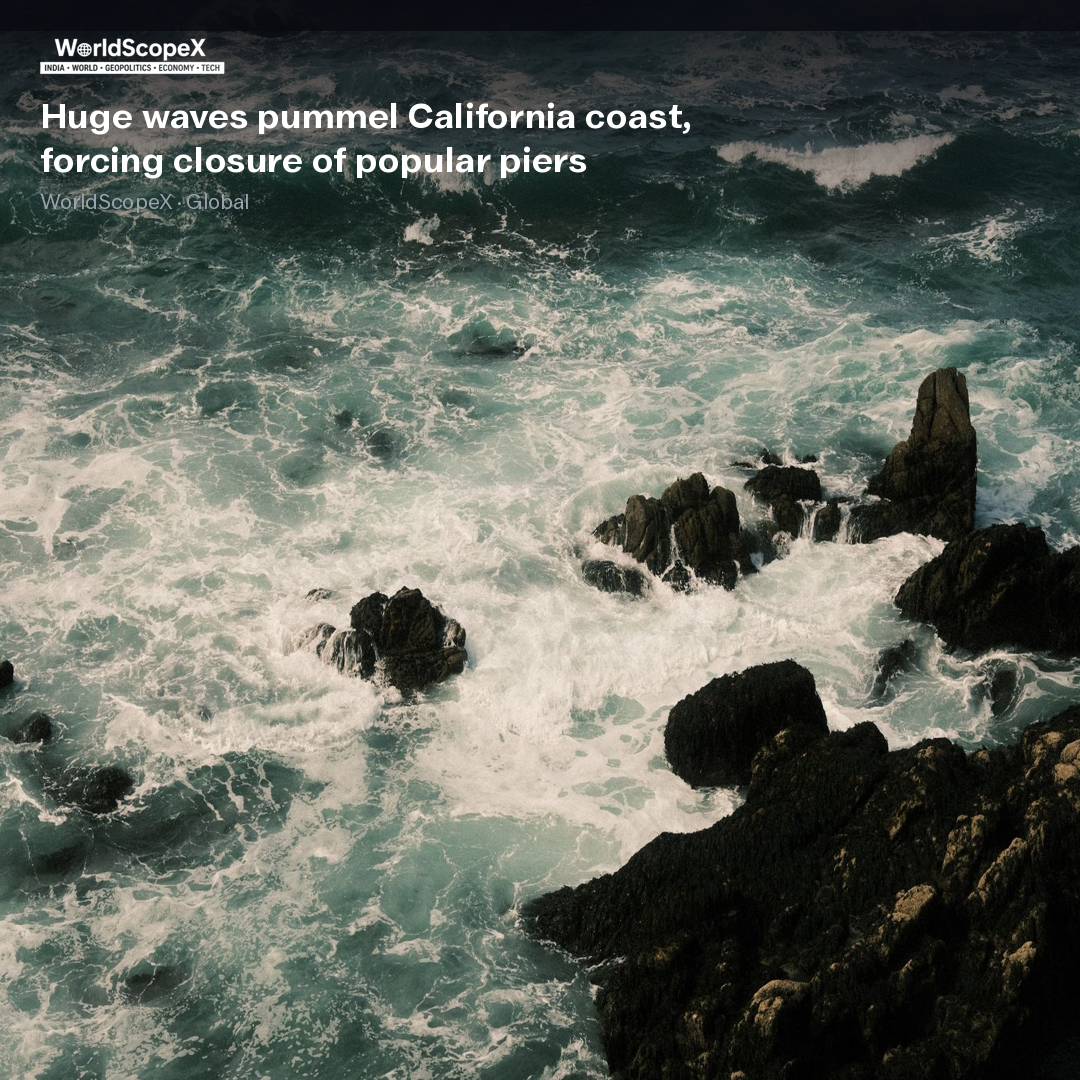 WorldScopeX
INDIA • WORLD • GEOPOLITICS • ECONOMY • TECH
Huge waves pummel California coast,
forcing closure of popular piers
WorldScopeX · Global